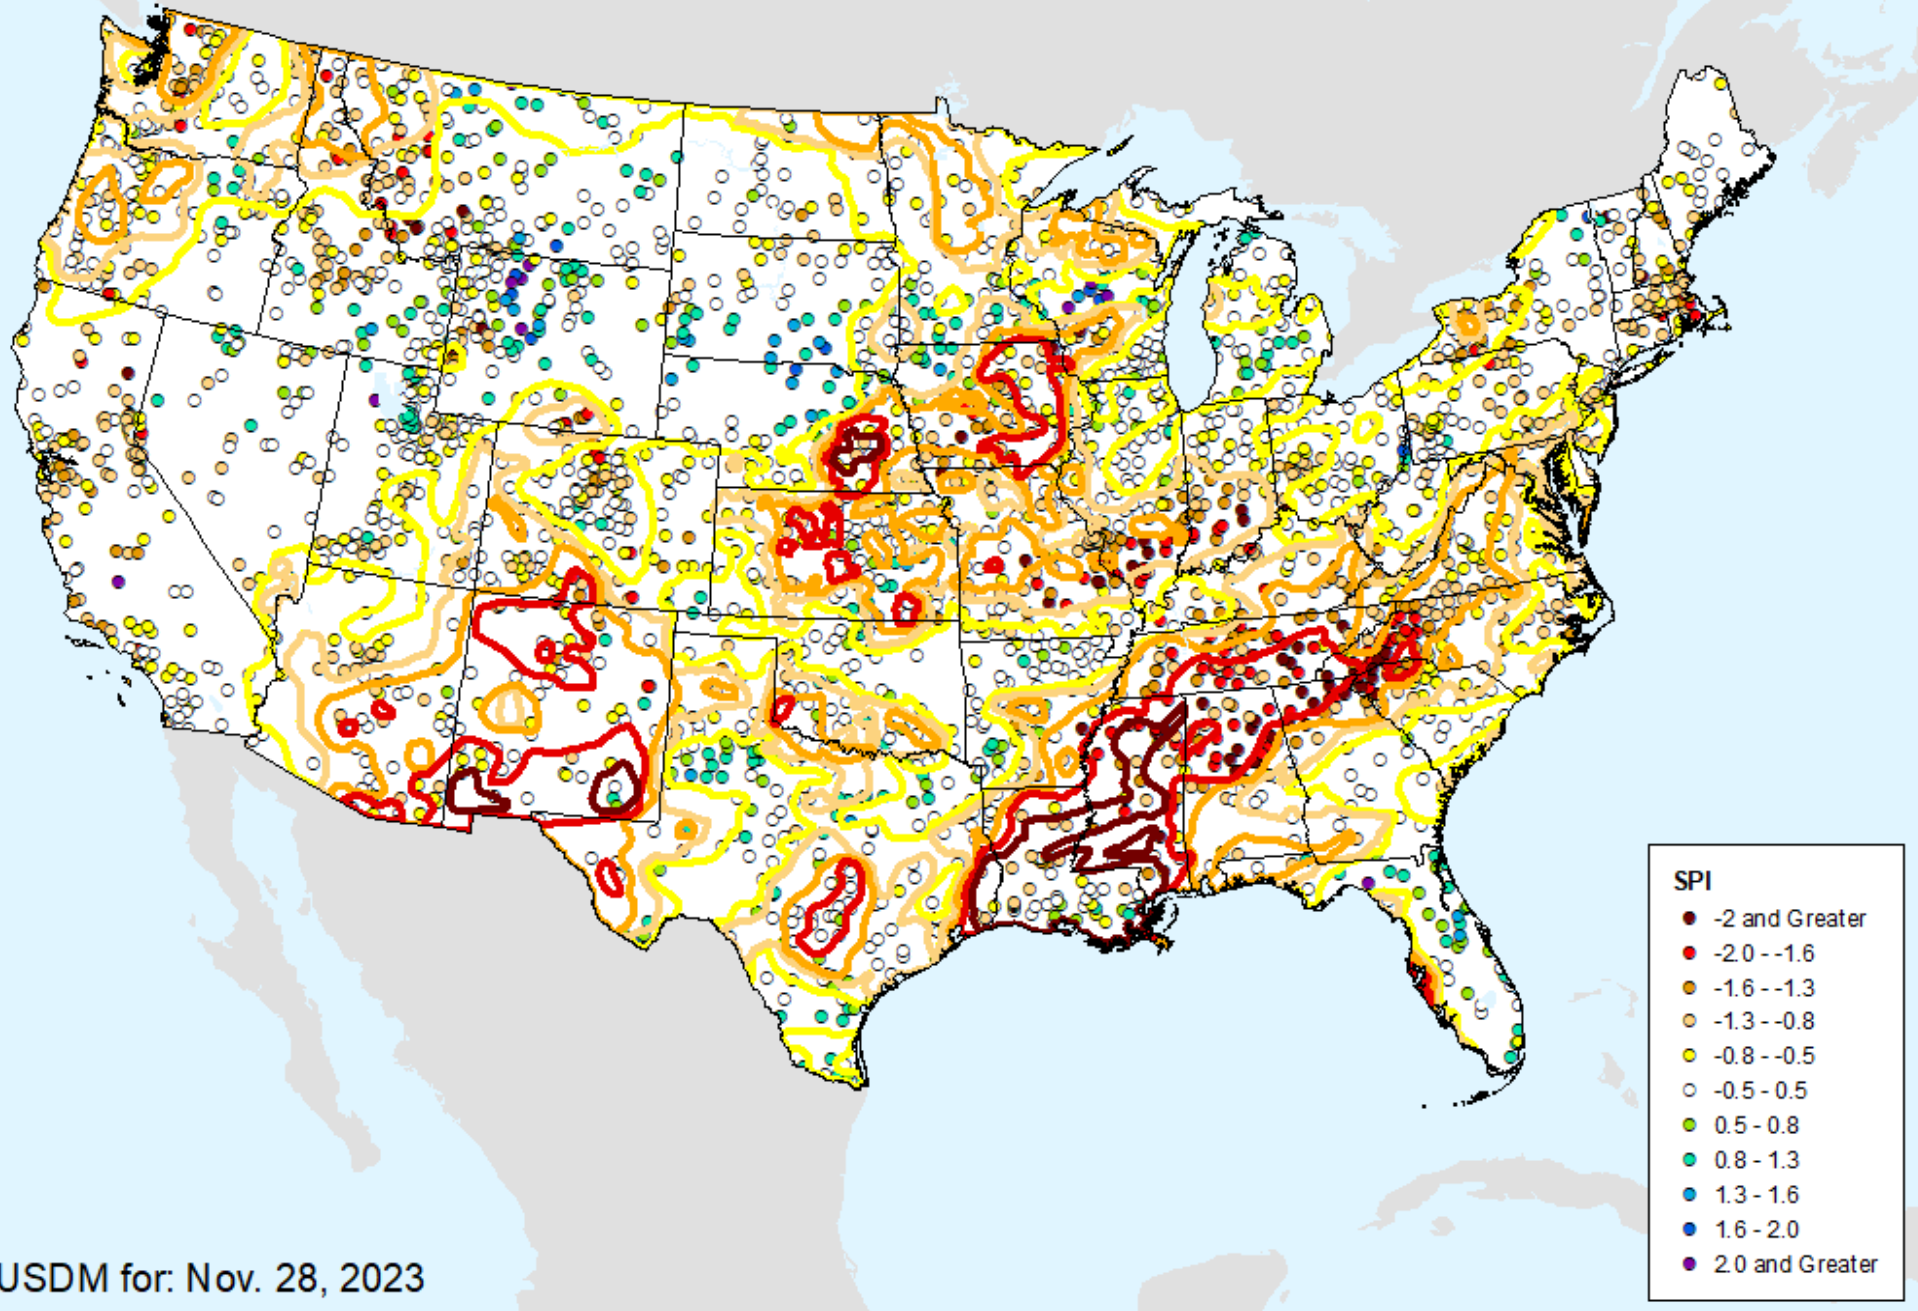 SPI
-2 and Greater
-2.0 - -1.6
-1.6 - -1.3
-1.3 - -0.8
-0.8 - -0.5
-0.5 - 0.5
0.5 - 0.8
0.8 - 1.3
1.3 - 1.6
1.6 - 2.0
2.0 and Greater
USDM for: Nov. 28, 2023